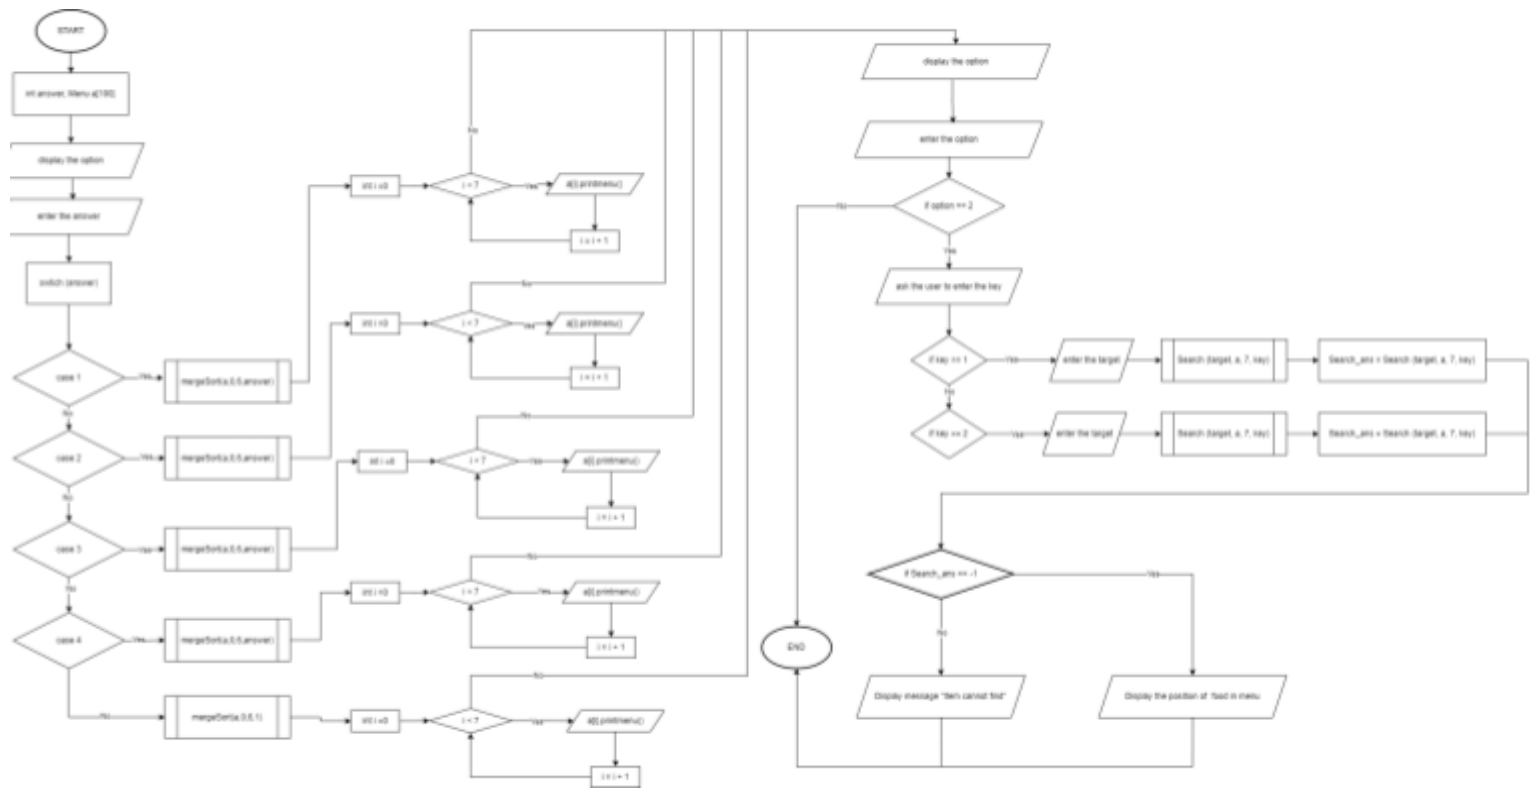 START
int answer, Menu a[100]
display the option
enter the answer
switch (answer)
case 1
Yes
mergeSort(a,0,6,answer)
No
case 2
Yes
mergeSort(a,0,6,answer)
No
case 3
Yes
mergeSort(a,0,6,answer)
No
case 4
Yes
mergeSort(a,0,6,answer)
No
mergeSort(a,0,6,1)
int i =0
i < 7
No
Yes
a[i].printmenu()
i = i + 1
int i =0
i < 7
No
Yes
a[i].printmenu()
i = i + 1
int i =0
i < 7
No
Yes
a[i].printmenu()
i = i + 1
int i =0
i < 7
No
Yes
a[i].printmenu()
i = i + 1
int i =0
i < 7
No
Yes
a[i].printmenu()
i = i + 1
display the option
enter the option
if option == 2
No
Yes
ask the user to enter the key
if key == 1
Yes
enter the target
Search (target, a, 7, key)
Search_ans = Search (target, a, 7, key)
No
if key == 2
Yes
enter the target
Search (target, a, 7, key)
Search_ans = Search (target, a, 7, key)
if Search_ans == -1
Yes
No
END
Display message "Item cannot find"
Display the position of food in menu